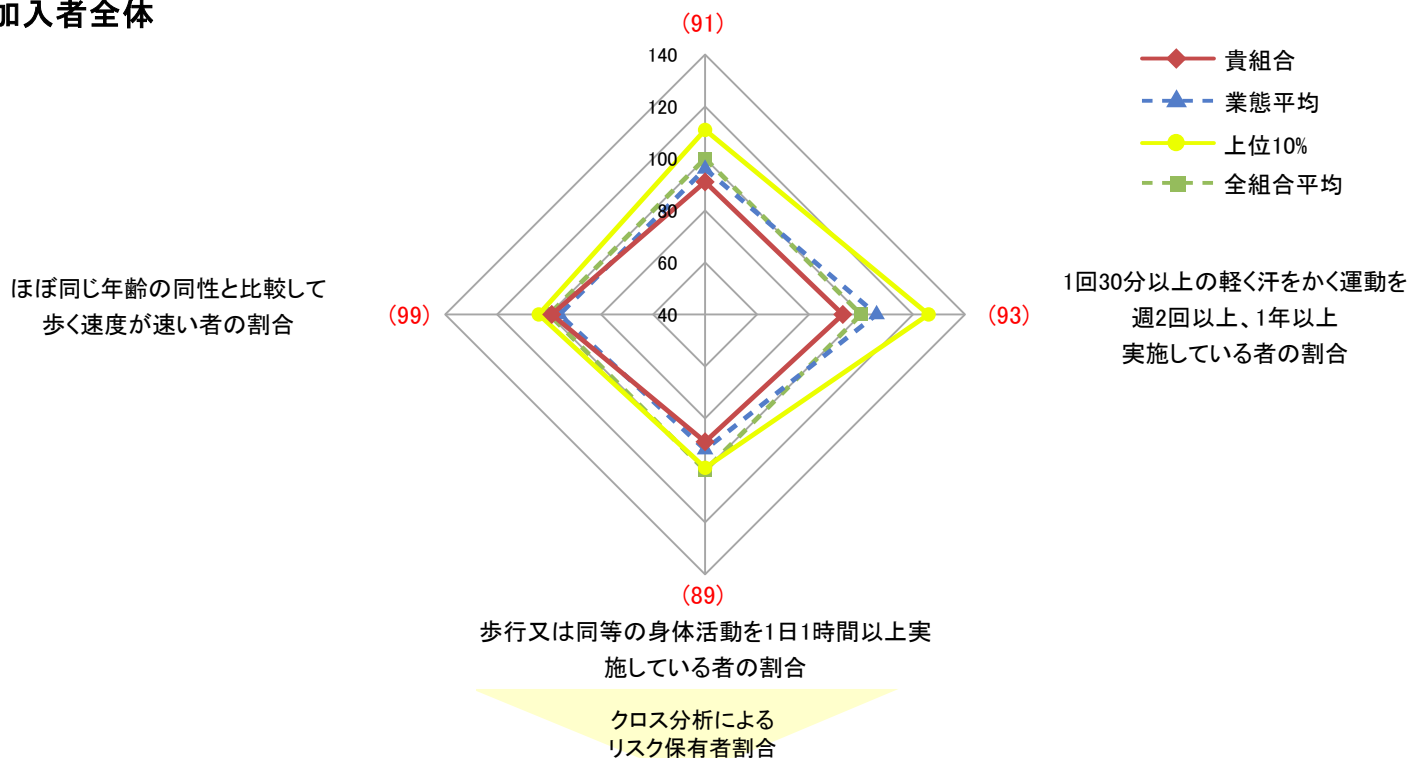 加入者全体
(91)
140
120
100
80
60
40
貴組合
業態平均
上位10%
全組合平均
ほぼ同じ年齢の同性と比較して
歩く速度が速い者の割合
(99)
(93)
1回30分以上の軽く汗をかく運動を
週2回以上、1年以上
実施している者の割合
(89)
歩行又は同等の身体活動を1日1時間以上実
施している者の割合
クロス分析による
リスク保有者割合